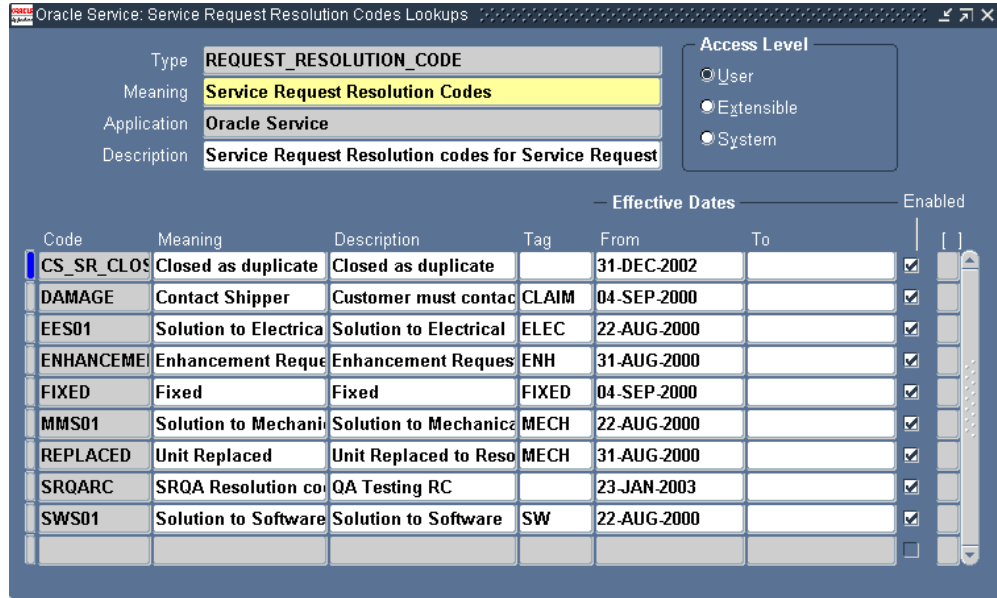 Oracle Service: Service Request Resolution Codes Lookups
Type REQUEST_RESOLUTION_CODE
Meaning Service Request Resolution Codes
Application Oracle Service
Description Service Request Resolution codes for Service Request
Access Level
User
Extensible
System
Effective Dates Enabled
Code Meaning Description Tag From To [ ]
CS_SR_CLOS Closed as duplicate Closed as duplicate 31-DEC-2002
DAMAGE Contact Shipper Customer must contac CLAIM 04-SEP-2000
EES01 Solution to Electrica Solution to Electrical ELEC 22-AUG-2000
ENHANCEME Enhancement Reque Enhancement Reques ENH 31-AUG-2000
FIXED Fixed Fixed FIXED 04-SEP-2000
MMS01 Solution to Mechani Solution to Mechanica MECH 22-AUG-2000
REPLACED Unit Replaced Unit Replaced to Reso MECH 31-AUG-2000
SRQARC SRQA Resolution co QA Testing RC 23-JAN-2003
SWS01 Solution to Software Solution to Software SW 22-AUG-2000